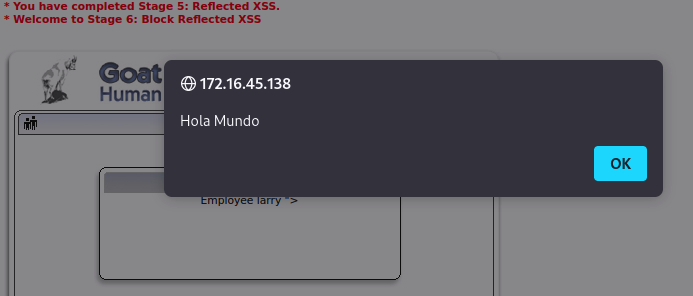 * You have completed Stage 5: Reflected XSS.
* Welcome to Stage 6: Block Reflected XSS
Goat
Human
172.16.45.138
Hola Mundo
OK
Employee larry ">